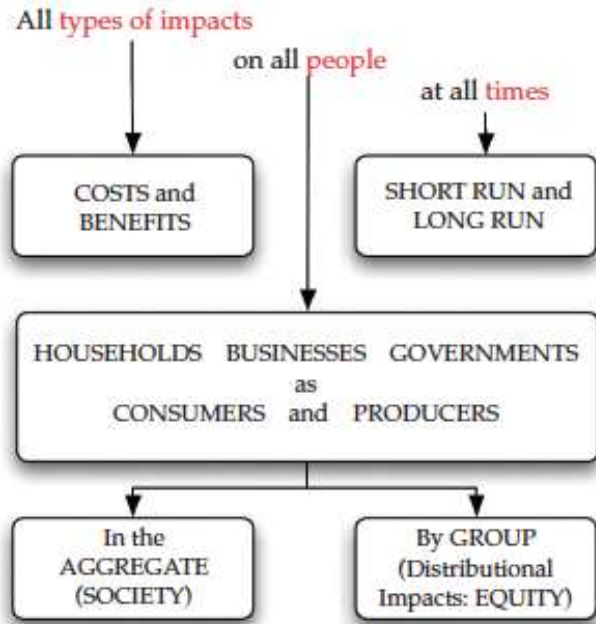 All types of impacts
on all people
at all times
COSTS and
BENEFITS
SHORT RUN and
LONG RUN
HOUSEHOLDS BUSINESSES GOVERNMENTS
as
CONSUMERS and PRODUCERS
In the
AGGREGATE
(SOCIETY)
By GROUP
(Distributional
Impacts: EQUITY)